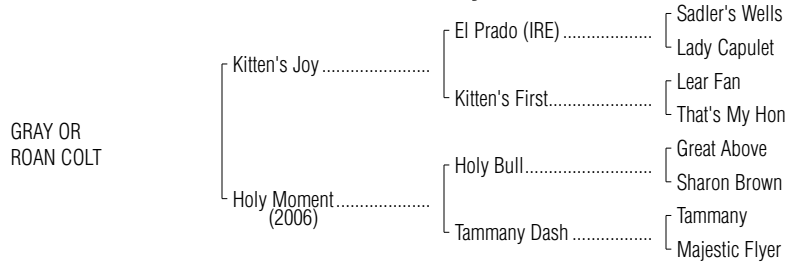 Sadler's Wells
El Prado (IRE) ...................
Lady Capulet
Kitten's Joy .......................
Lear Fan
Kitten's First......................
That's My Hon
GRAY OR
ROAN COLT
Great Above
Holy Bull...........................
Sharon Brown
Holy Moment....................
(2006)
Tammany
Tammany Dash .................
Majestic Flyer